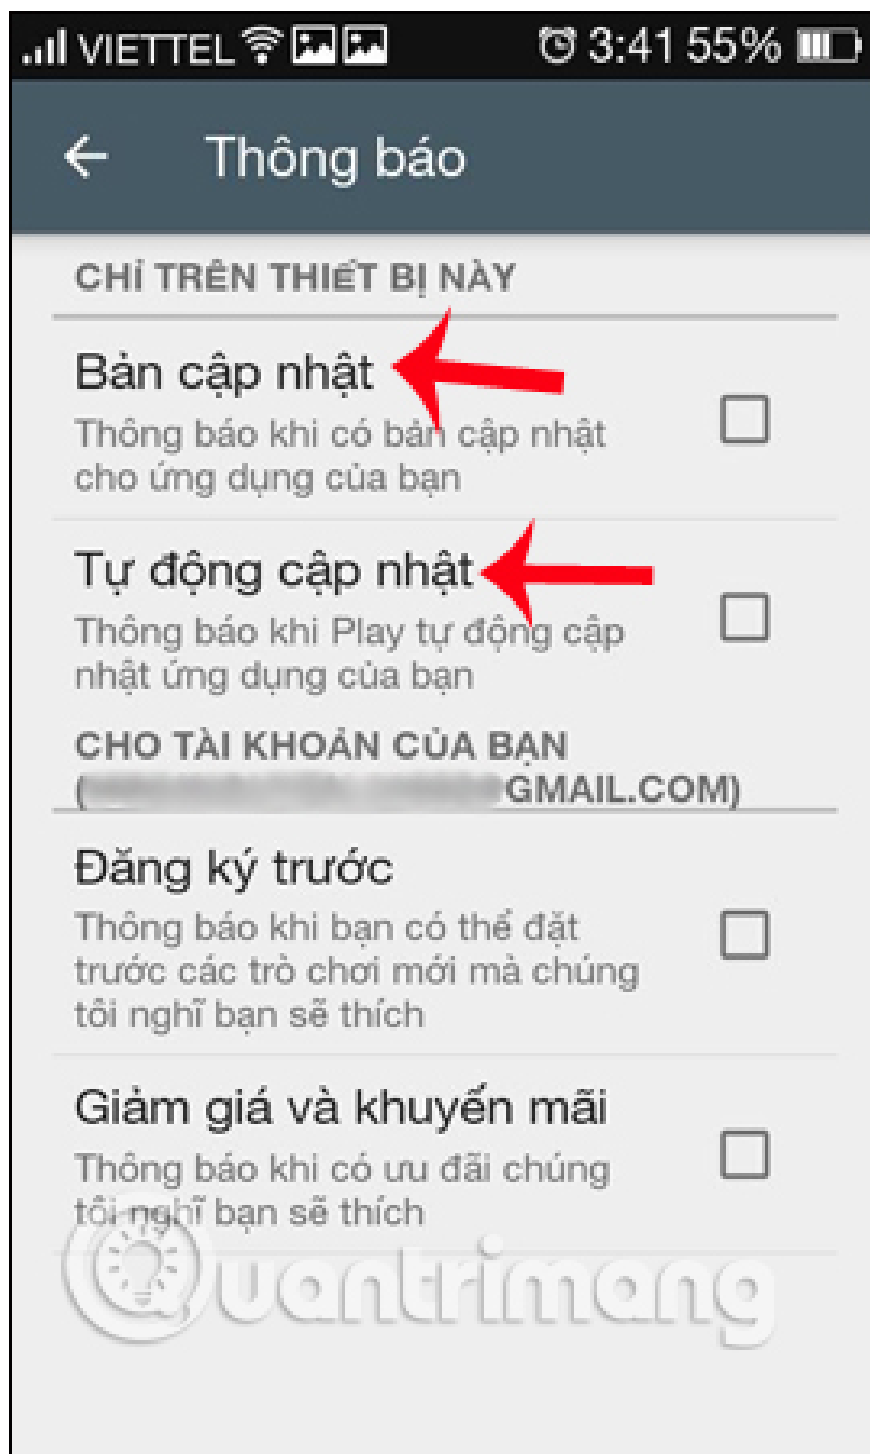 VIETTEL 3:41 55%
Thông báo
CHỈ TRÊN THIẾT BỊ NÀY
Bản cập nhật
Thông báo khi có bản cập nhật
cho ứng dụng của bạn
Tự động cập nhật
Thông báo khi Play tự động cập
nhật ứng dụng của bạn
CHO TÀI KHOẢN CỦA BẠN
( GMAIL.COM)
Đăng ký trước
Thông báo khi bạn có thể đặt
trước các trò chơi mới mà chúng
tôi nghĩ bạn sẽ thích
Giảm giá và khuyến mãi
Thông báo khi có ưu đãi chúng
tôi nghĩ bạn sẽ thích
Quantrimang